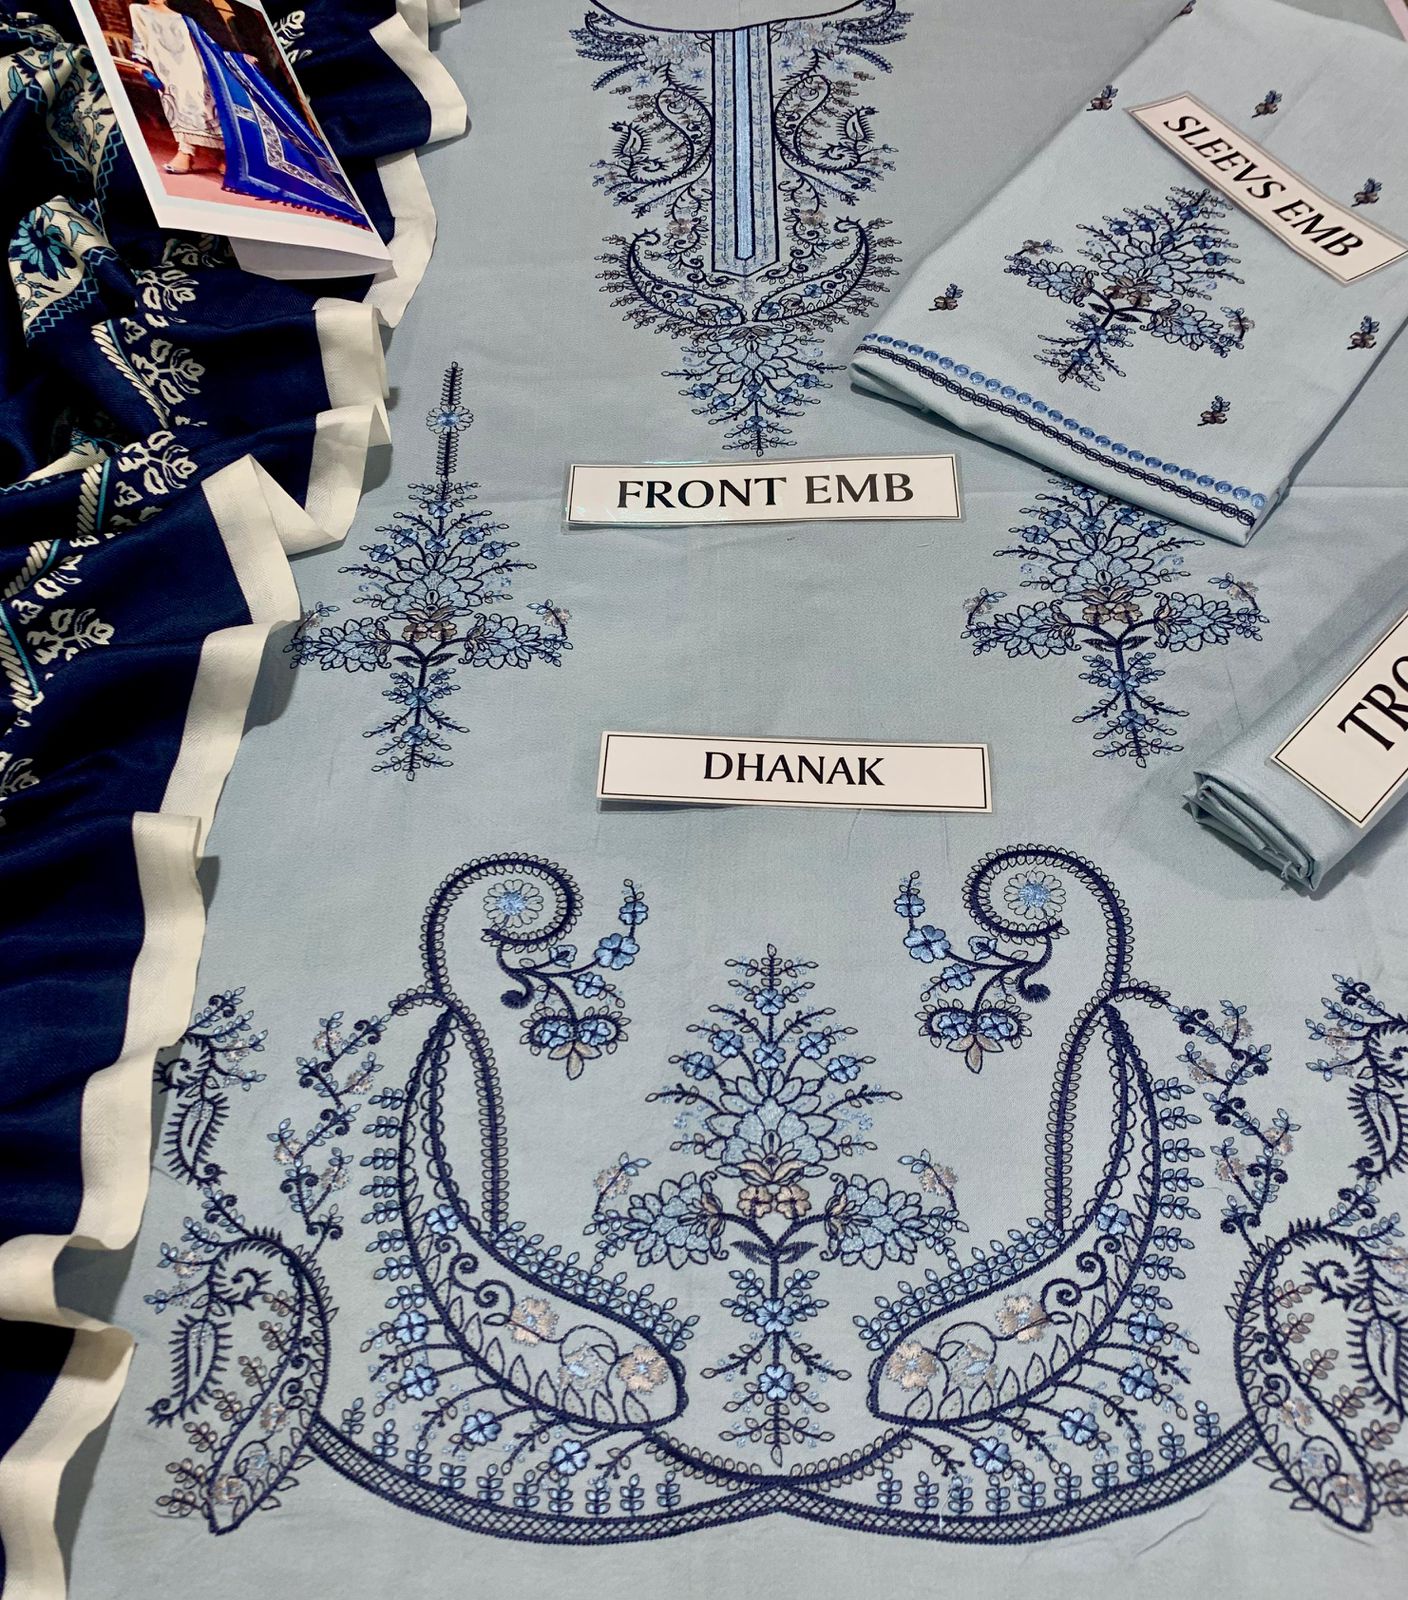 SLEEVS EMB
FRONT EMB
DHANAK